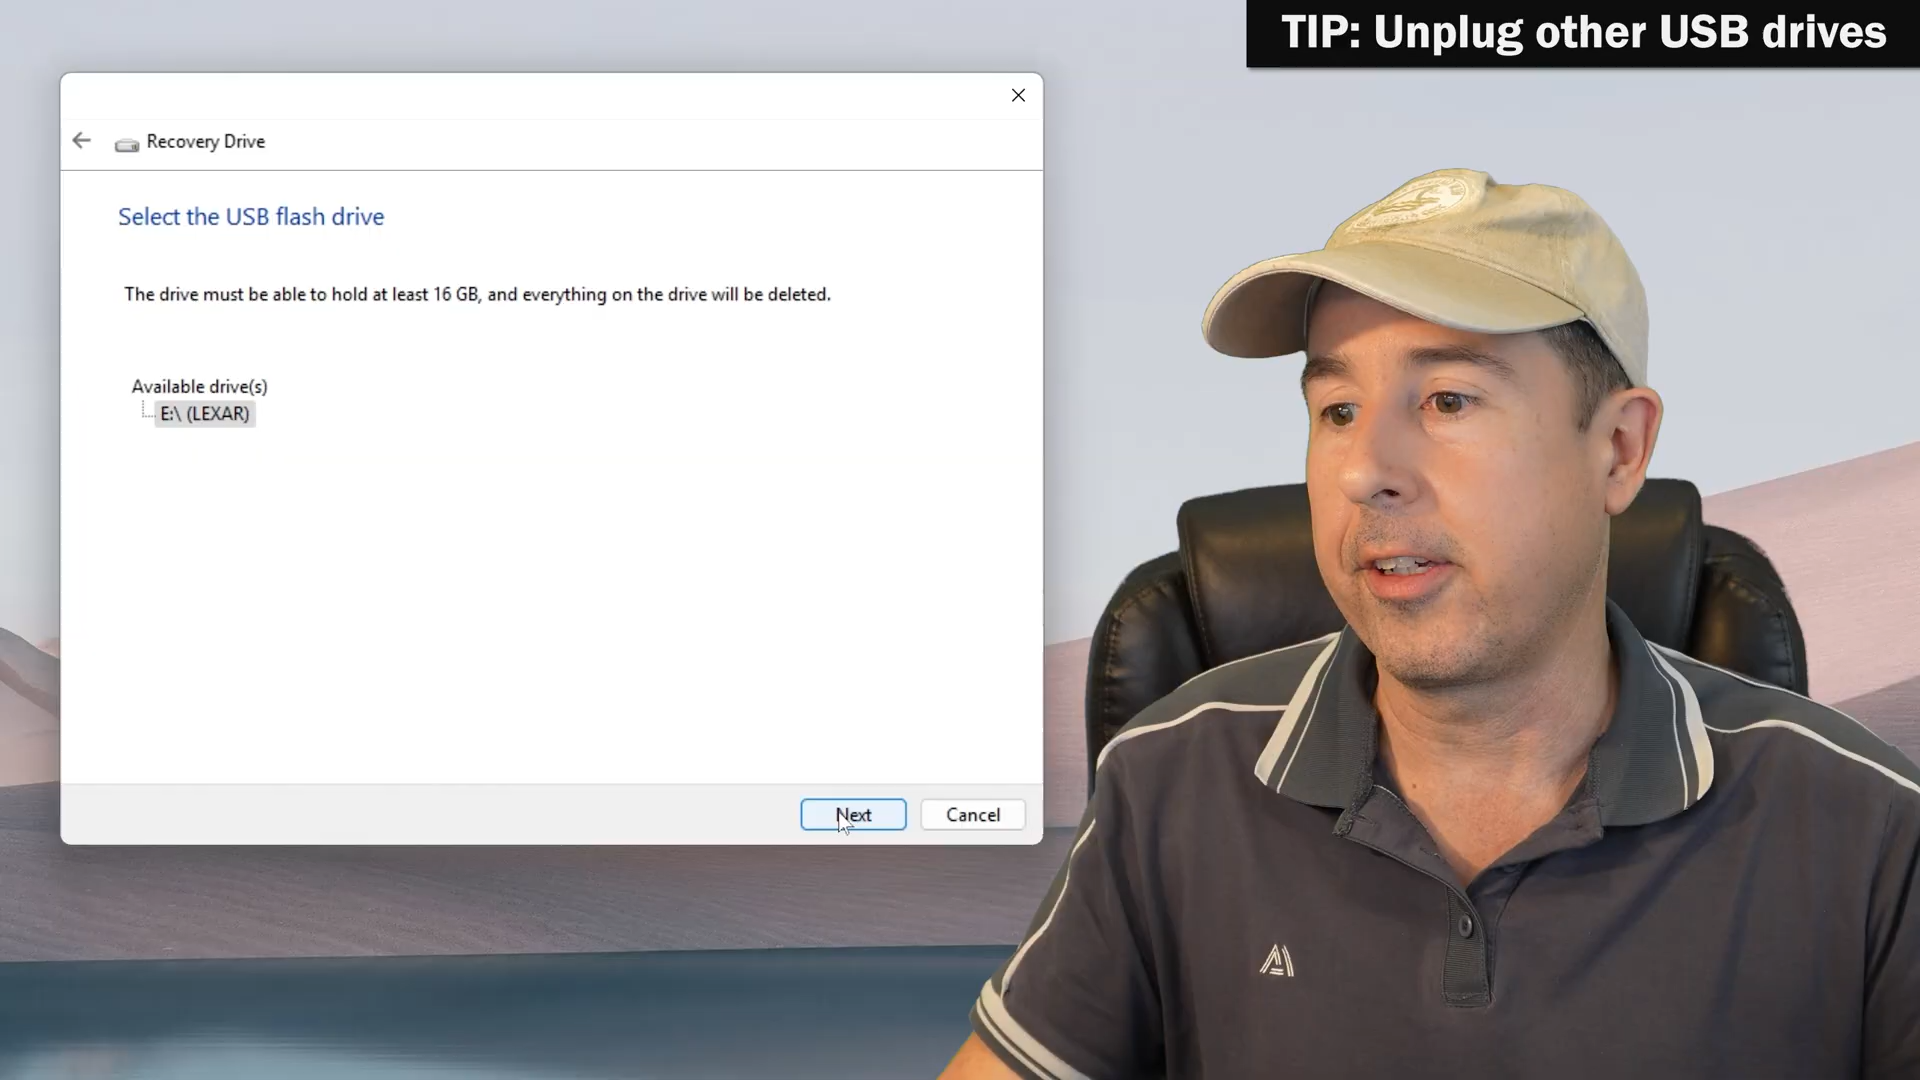 TIP: Unplug other USB drives
Recovery Drive
Select the USB flash drive
The drive must be able to hold at least 16 GB, and everything on the drive will be deleted.
Available drive(s)
E:\ (LEXAR)
Next
Cancel